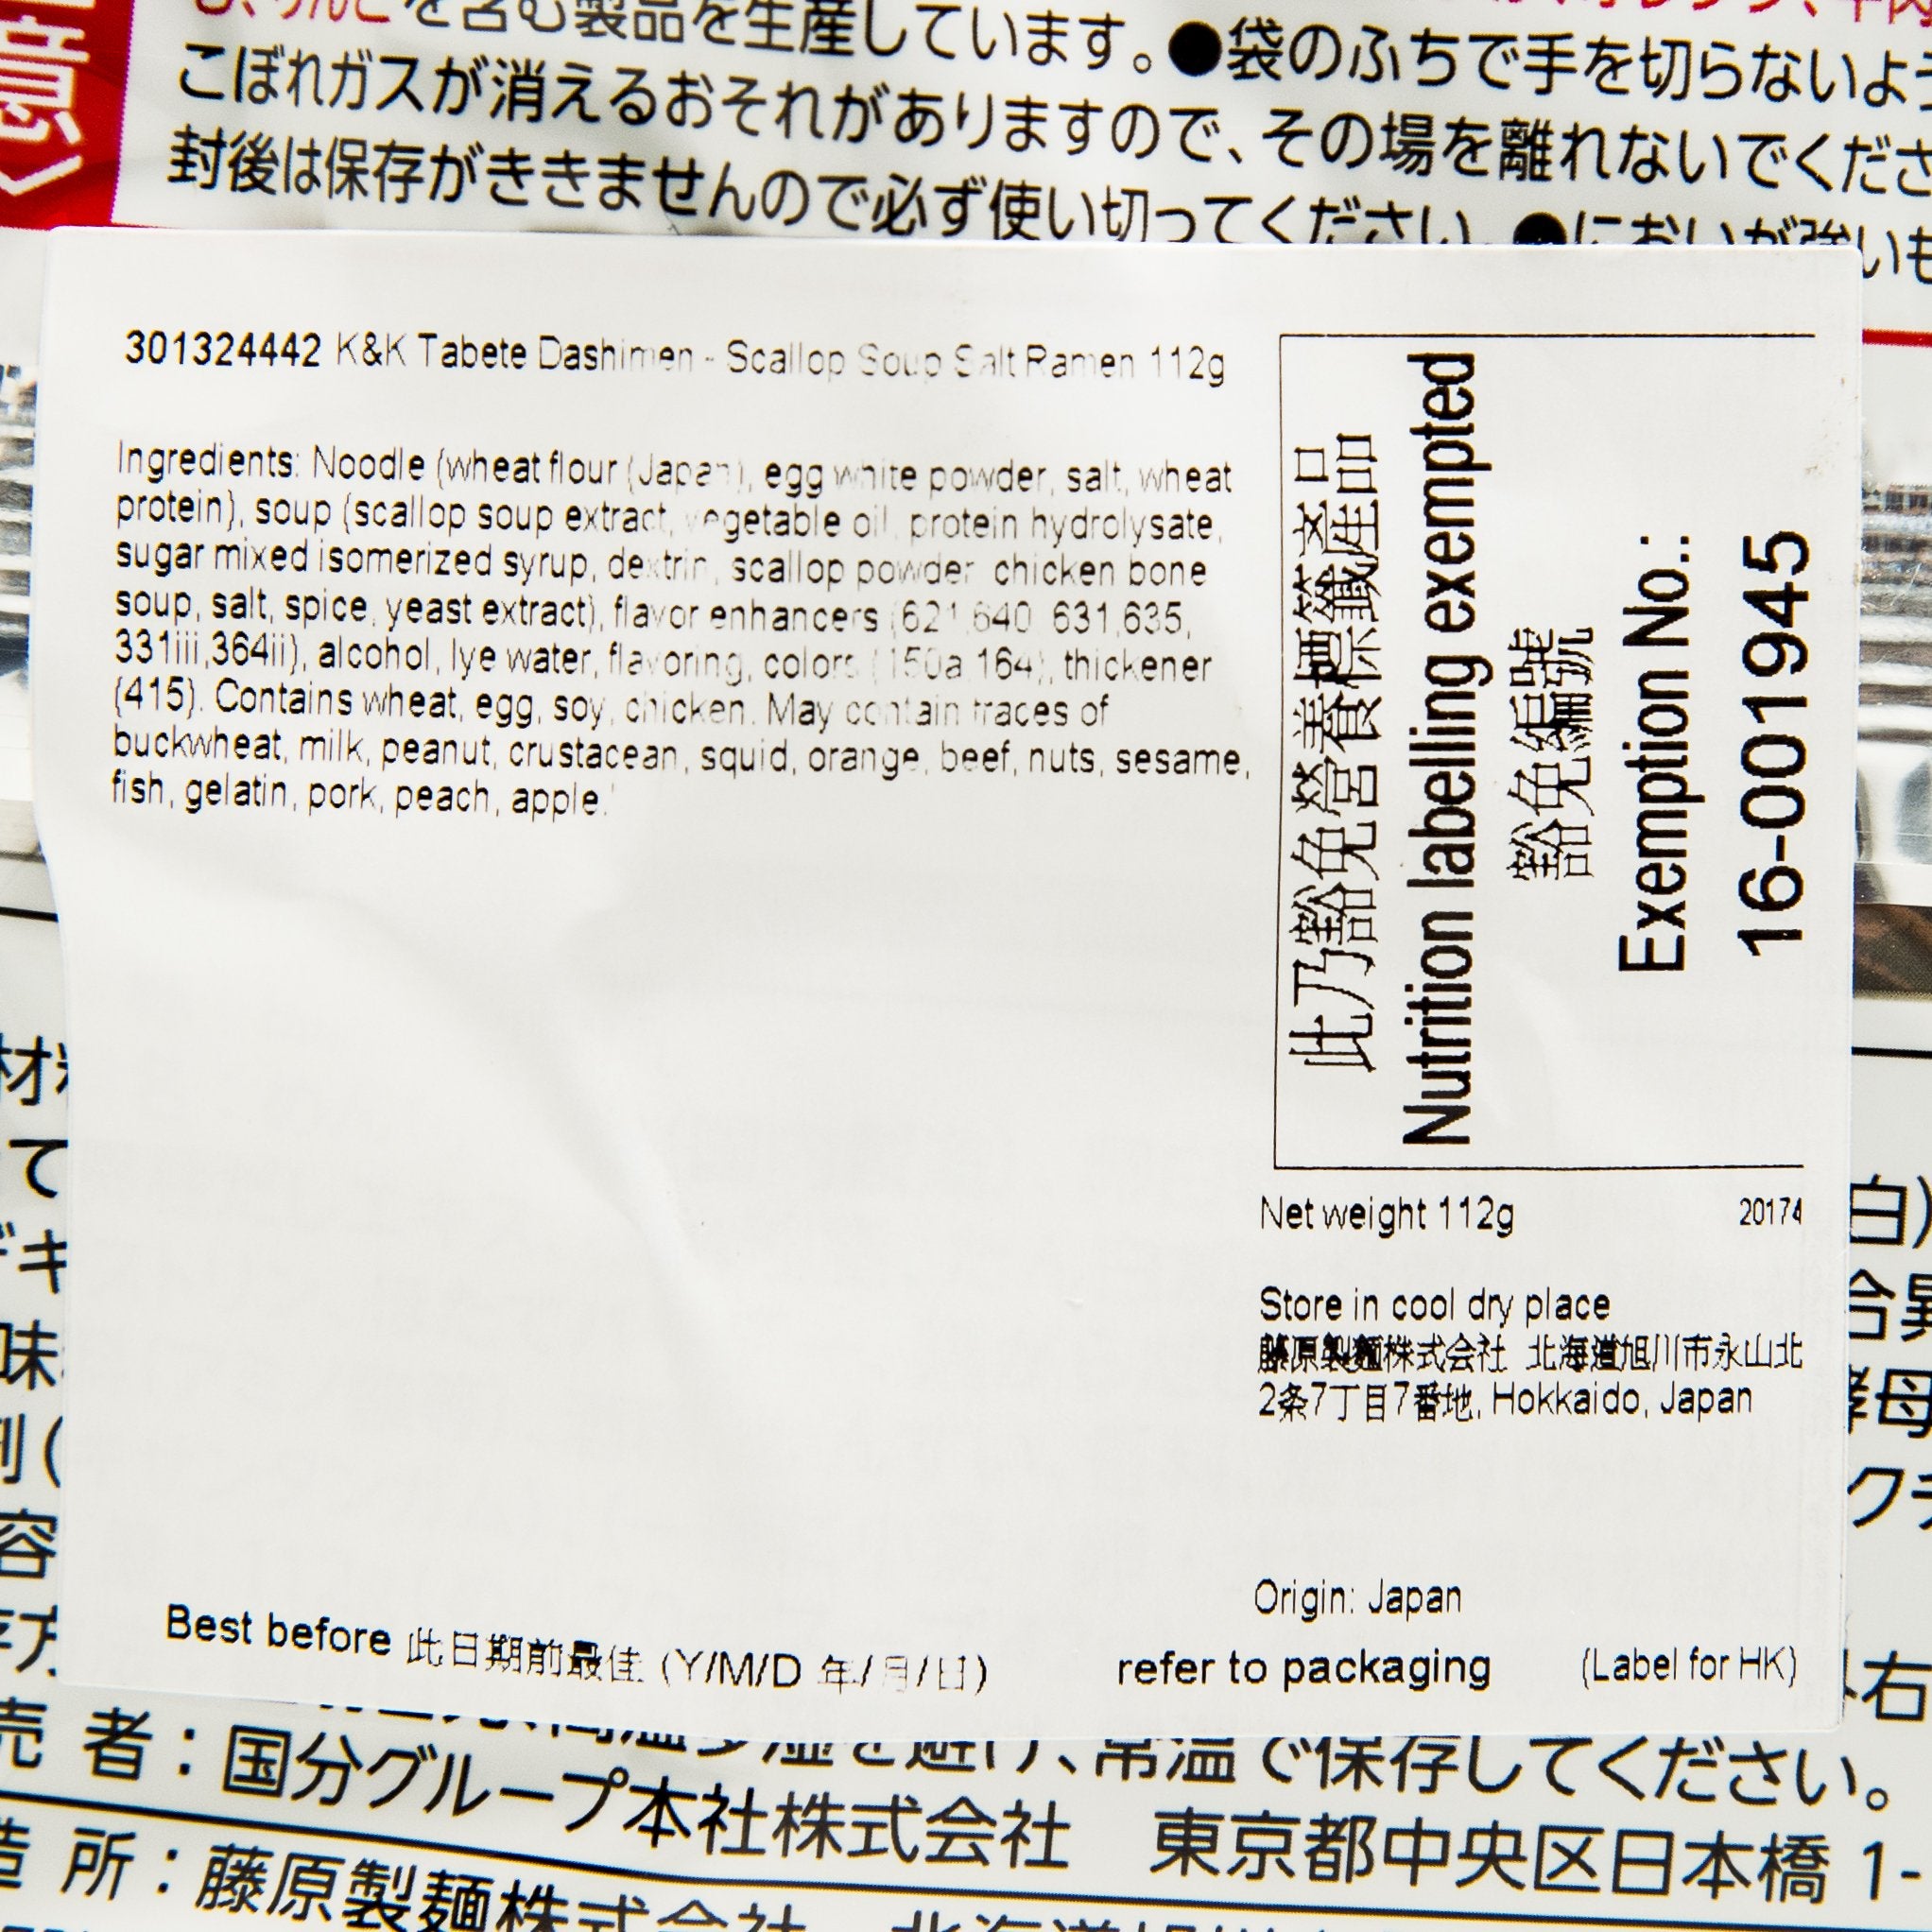 意〉
を含む製品を生産しています。●袋のふちで手を切らないよう
こぼれガスが消えるおそれがありますので、その場を離れないでくださ
封後は保存がききませんので必ず使い切ってください。●においが強いも
301324442 K&K Tabete Dashimen - Scallop Soup Salt Ramen 112g
Ingredients: Noodle (wheat flour (Japan), egg white powder, salt, wheat
protein), soup (scallop soup extract, vegetable oil, protein hydrolysate,
sugar mixed isomerized syrup, dextrin, scallop powder, chicken bone
soup, salt, spice, yeast extract), flavor enhancers (621,640, 631,635,
331iii,364ii), alcohol, lye water, flavoring, colors (150a,164), thickener
(415). Contains wheat, egg, soy, chicken. May contain traces of
buckwheat, milk, peanut, crustacean, squid, orange, beef, nuts, sesame,
fish, gelatin, pork, peach, apple.
此乃豁免營養標籤產品
Nutrition labelling exempted
豁免編號
Exemption No.:
16-001945
Net weight 112g 20174
Store in cool dry place
藤原製麺株式会社 北海道旭川市永山北
2条7丁目7番地, Hokkaido, Japan
Origin: Japan
Best before 此日期前最佳 (Y/M/D 年/月/日) refer to packaging (Label for HK)
を避け、常温で保存してください。
売 者：国分グループ本社株式会社 東京都中央区日本橋 1-
造 所：藤原製麺株式会社